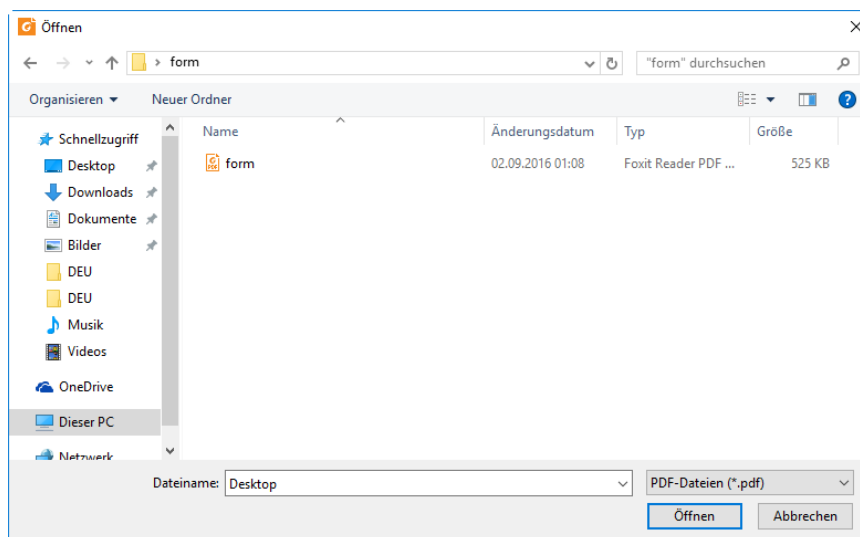 Öffnen
form
"form" durchsuchen
Organisieren Neuer Ordner
Name Änderungsdatum Typ Größe
form 02.09.2016 01:08 Foxit Reader PDF ... 525 KB
Schnellzugriff
Desktop
Downloads
Dokumente
Bilder
DEU
DEU
Musik
Videos
OneDrive
Dieser PC
Netzwerk
Dateiname: Desktop PDF-Dateien (*.pdf)
Öffnen Abbrechen